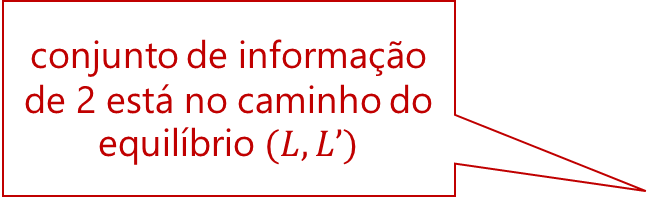 conjunto de informação
de 2 está no caminho do
equilíbrio (L, L’)